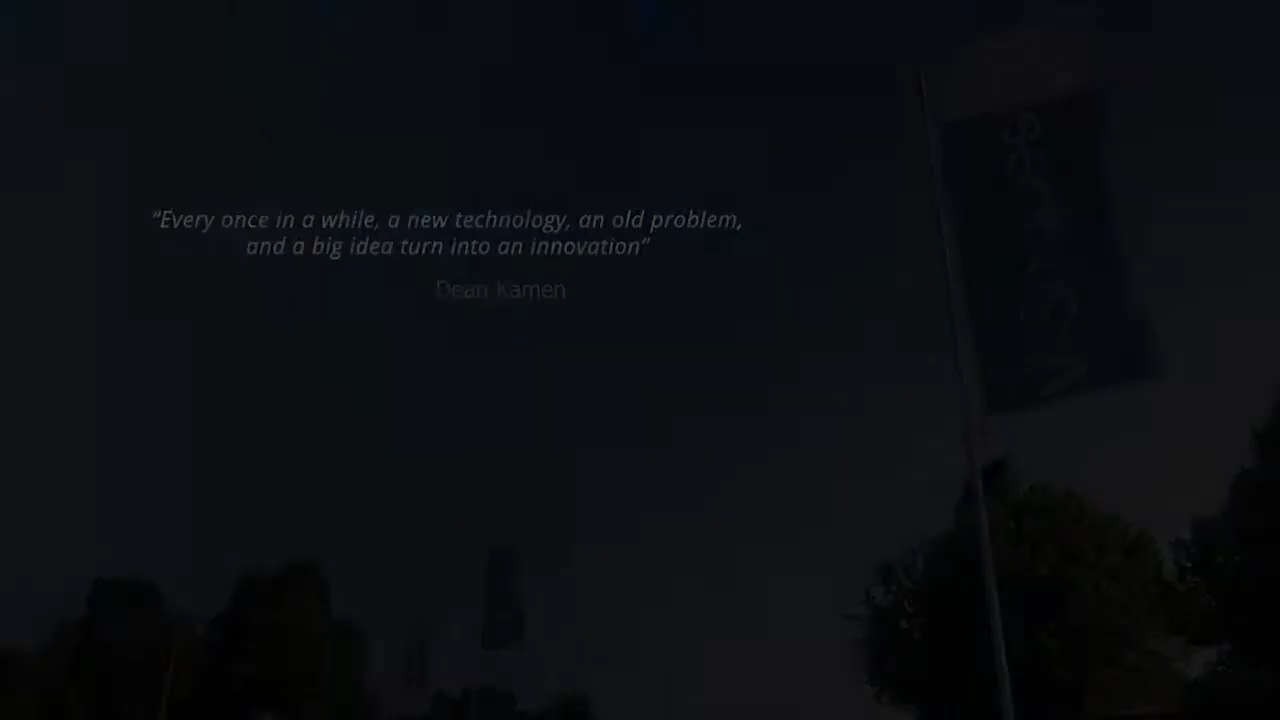 “Every once in a while, a new technology, an old problem,
and a big idea turn into an innovation”
Dean Kamen